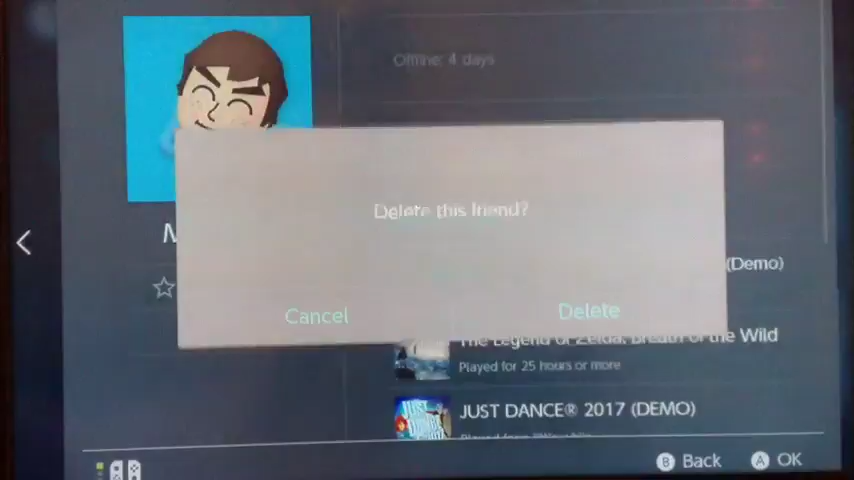 Offline: 4 days
M
Delete this friend?
(Demo)
Cancel
Delete
The Legend of Zelda: Breath of the Wild
Played for 25 hours or more
JUST DANCE® 2017 (DEMO)
JUST
B Back
A OK